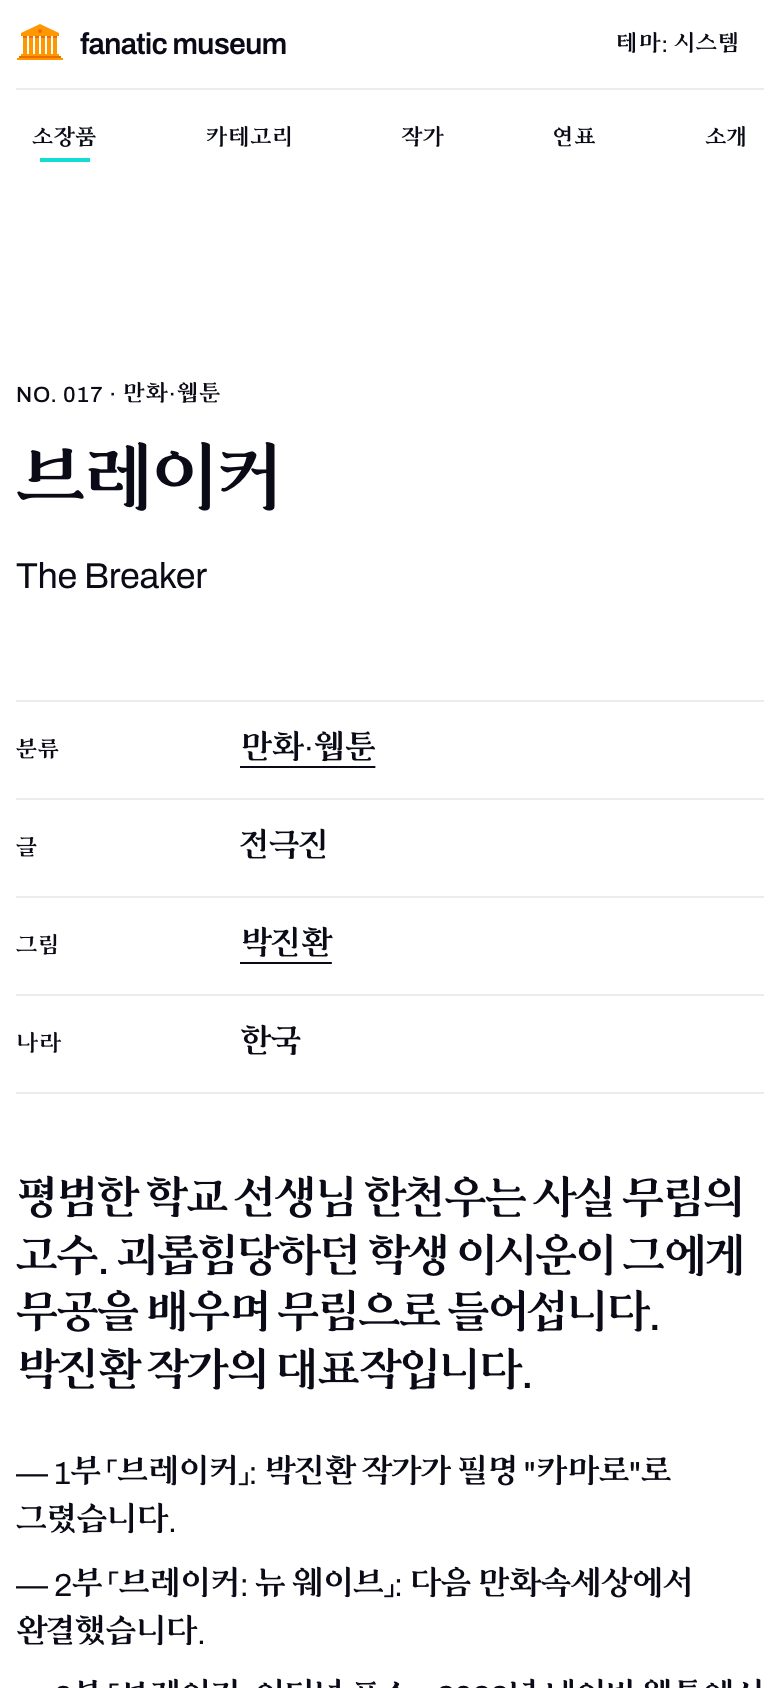 fanatic museum
테마: 시스템
소장품 카테고리 작가 연표 소개
NO. 017 · 만화·웹툰
브레이커
The Breaker
분류 만화·웹툰
글 전극진
그림 박진환
나라 한국
평범한 학교 선생님 한천우는 사실 무림의
고수. 괴롭힘당하던 학생 이시운이 그에게
무공을 배우며 무림으로 들어섭니다.
박진환 작가의 대표작입니다.
— 1부「브레이커」: 박진환 작가가 필명 "카마로"로
그렸습니다.
— 2부「브레이커: 뉴 웨이브」: 다음 만화속세상에서
완결했습니다.